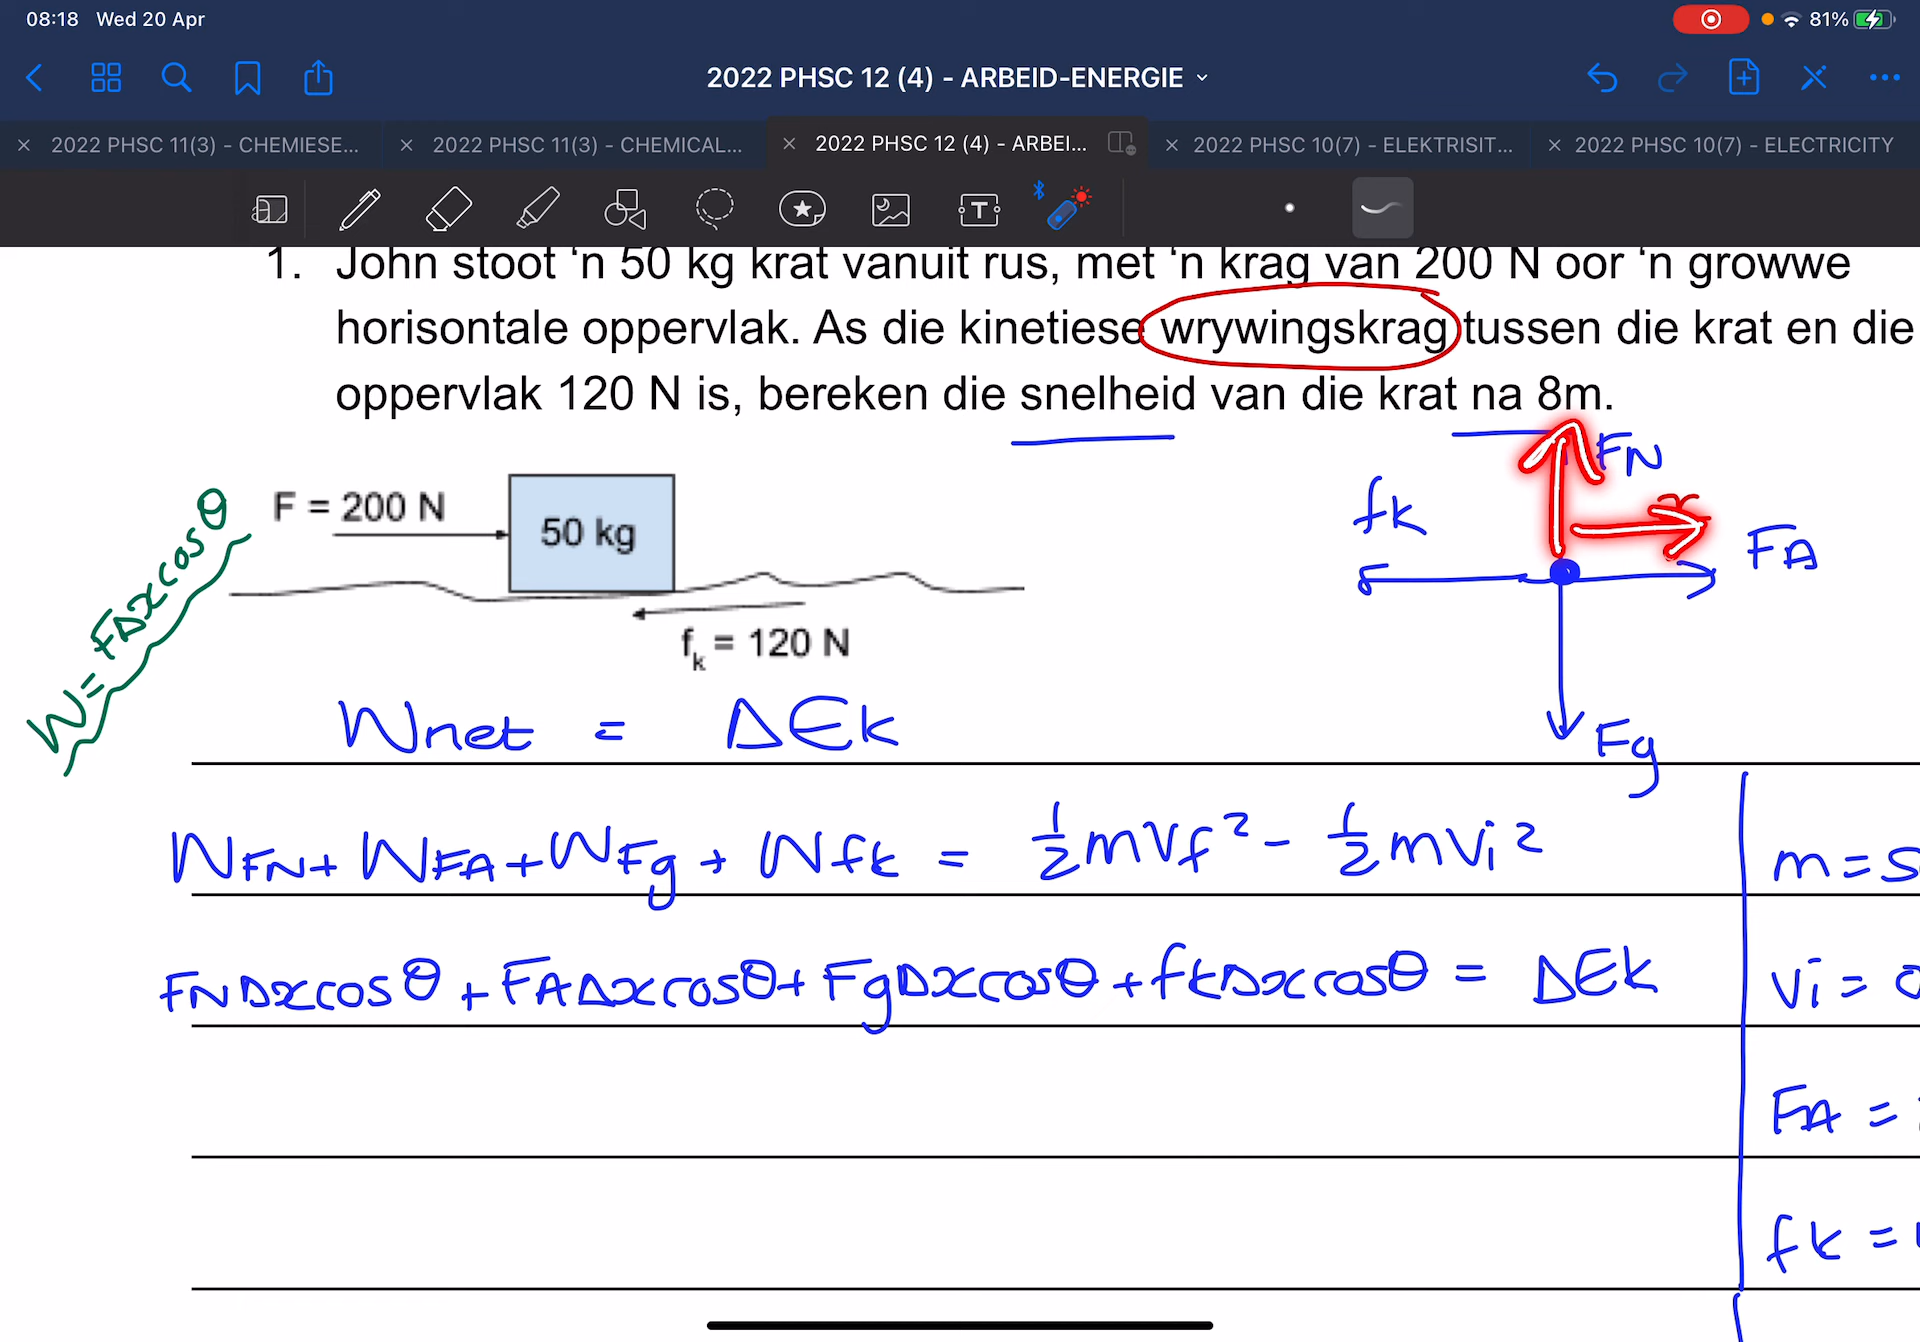 08:18 Wed 20 Apr
81%
2022 PHSC 12 (4) - ARBEID-ENERGIE
2022 PHSC 11(3) - CHEMIESE...
2022 PHSC 11(3) - CHEMICAL...
2022 PHSC 12 (4) - ARBEI...
2022 PHSC 10(7) - ELEKTRISIT...
2022 PHSC 10(7) - ELECTRICITY
T
1. John stoot ‘n 50 kg krat vanuit rus, met ‘n krag van 200 N oor ‘n growwe
horisontale oppervlak. As die kinetiese wrywingskrag tussen die krat en die
oppervlak 120 N is, bereken die snelheid van die krat na 8m.
W = FΔx cos θ
F = 200 N
50 kg
fk = 120 N
FN
fk
x
FA
Fg
Wnet = ΔEk
WFN + WFA + WFg + Wfk = ½mvf² - ½mvi²
FNΔxcosθ + FAΔxcosθ + FgΔxcosθ + fkΔxcosθ = ΔEk
m =
vi =
FA =
fk =